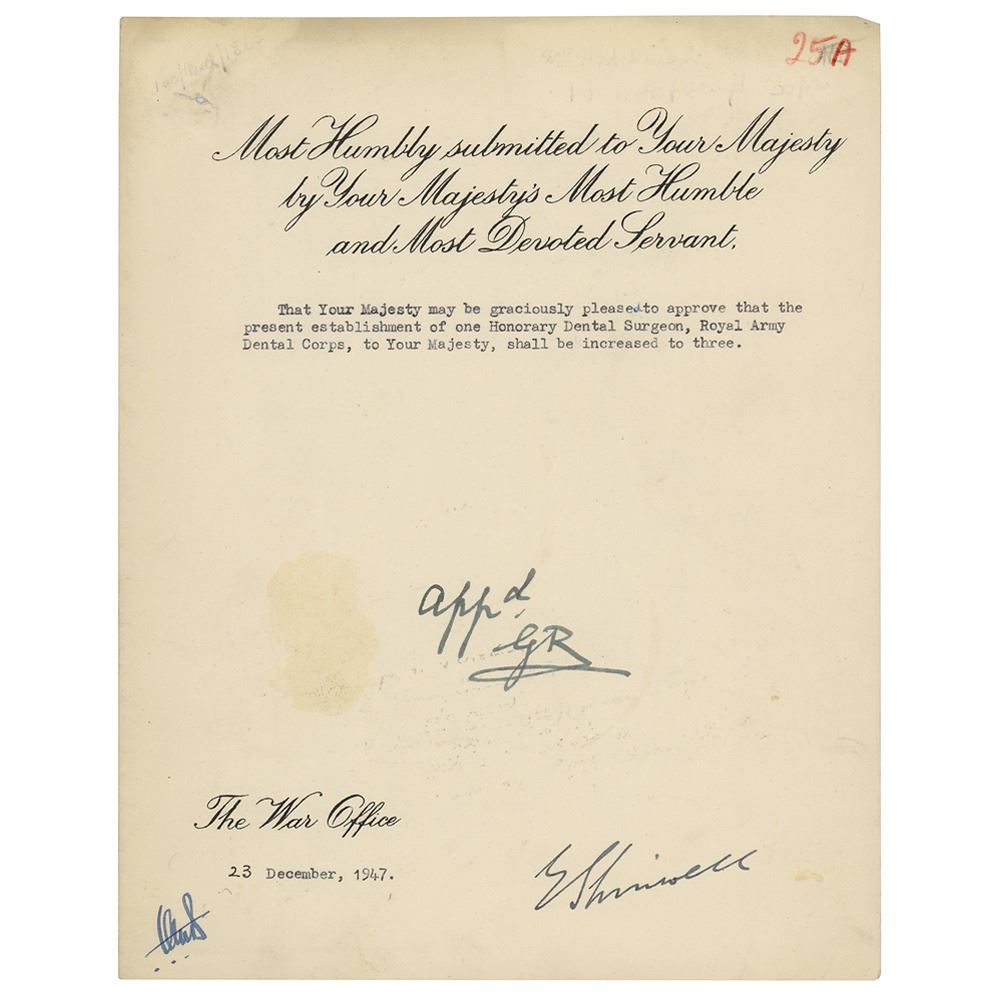 25A
Most Humbly submitted to Your Majesty
by Your Majesty's Most Humble
and Most Devoted Servant.
That Your Majesty may be graciously pleased to approve that the
present establishment of one Honorary Dental Surgeon, Royal Army
Dental Corps, to Your Majesty, shall be increased to three.
appd
GR
The War Office
23 December, 1947.
EShinwell